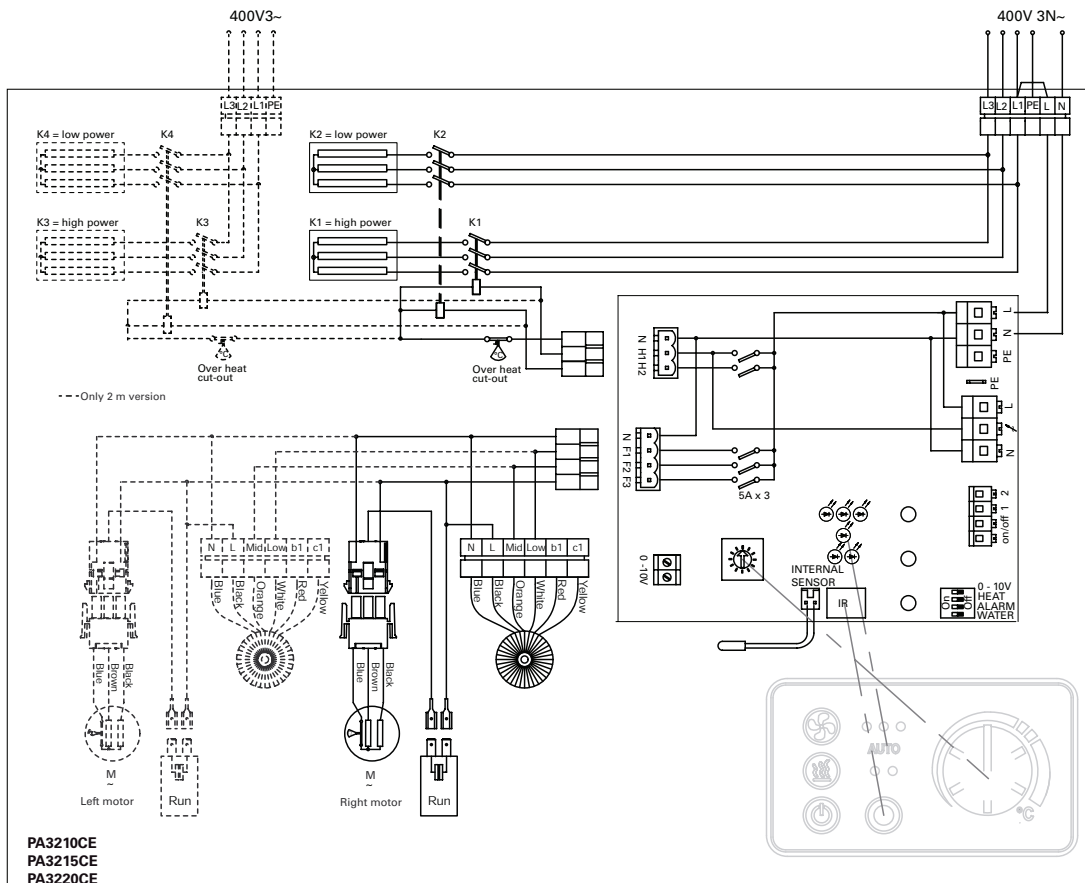 400V3~
400V 3N~
L3 L2 L1 PE
L3 L2 L1 PE L N
K4 = low power
K4
K2 = low power
K2
K3 = high power
K3
K1 = high power
K1
°C
Over heat
cut-out
°C
Over heat
cut-out
--- Only 2 m version
N H1 H2
L N PE
PE
L
N
N F1 F2 F3
5A x 3
2
1
on/off
0 -10V
INTERNAL
SENSOR
IR
On
Off
0 - 10V
HEAT
ALARM
WATER
N L Mid Low b1 c1
Blue Black Orange White Red Yellow
N L Mid Low b1 c1
Blue Black Orange White Red Yellow
Blue Brown Black
Blue Brown Black
M
~
Left motor
Run
M
~
Right motor
Run
AUTO
°C
PA3210CE
PA3215CE
PA3220CE